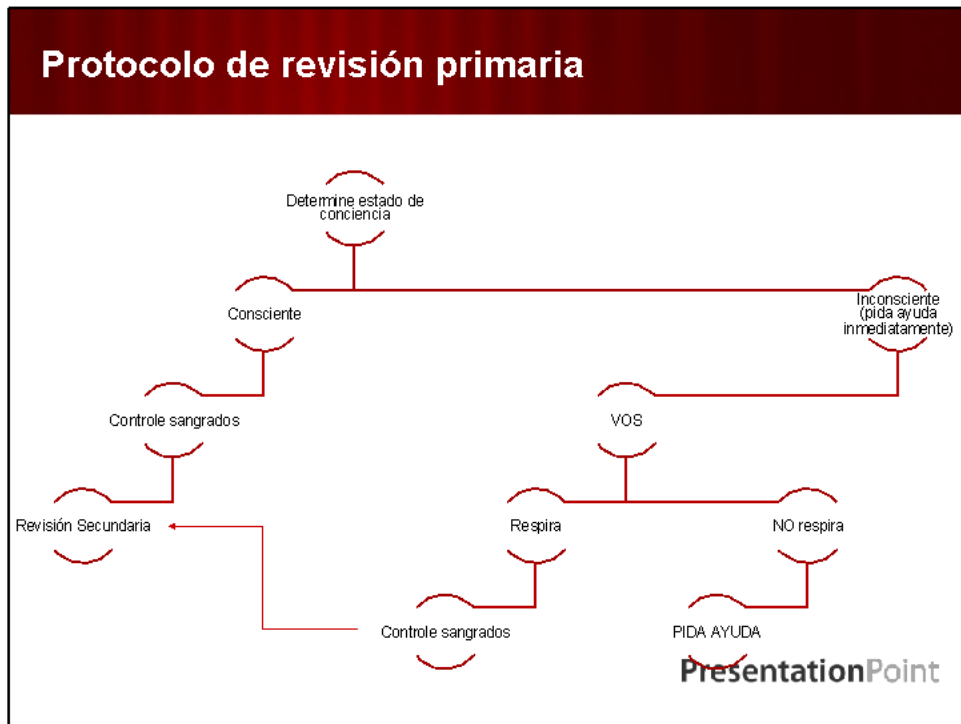 Protocolo de revisión primaria
Determine estado de
conciencia
Consciente
Inconsciente
(pida ayuda
inmediatamente)
Controle sangrados
VOS
Revisión Secundaria
Respira
NO respira
Controle sangrados
PIDA AYUDA
PresentationPoint